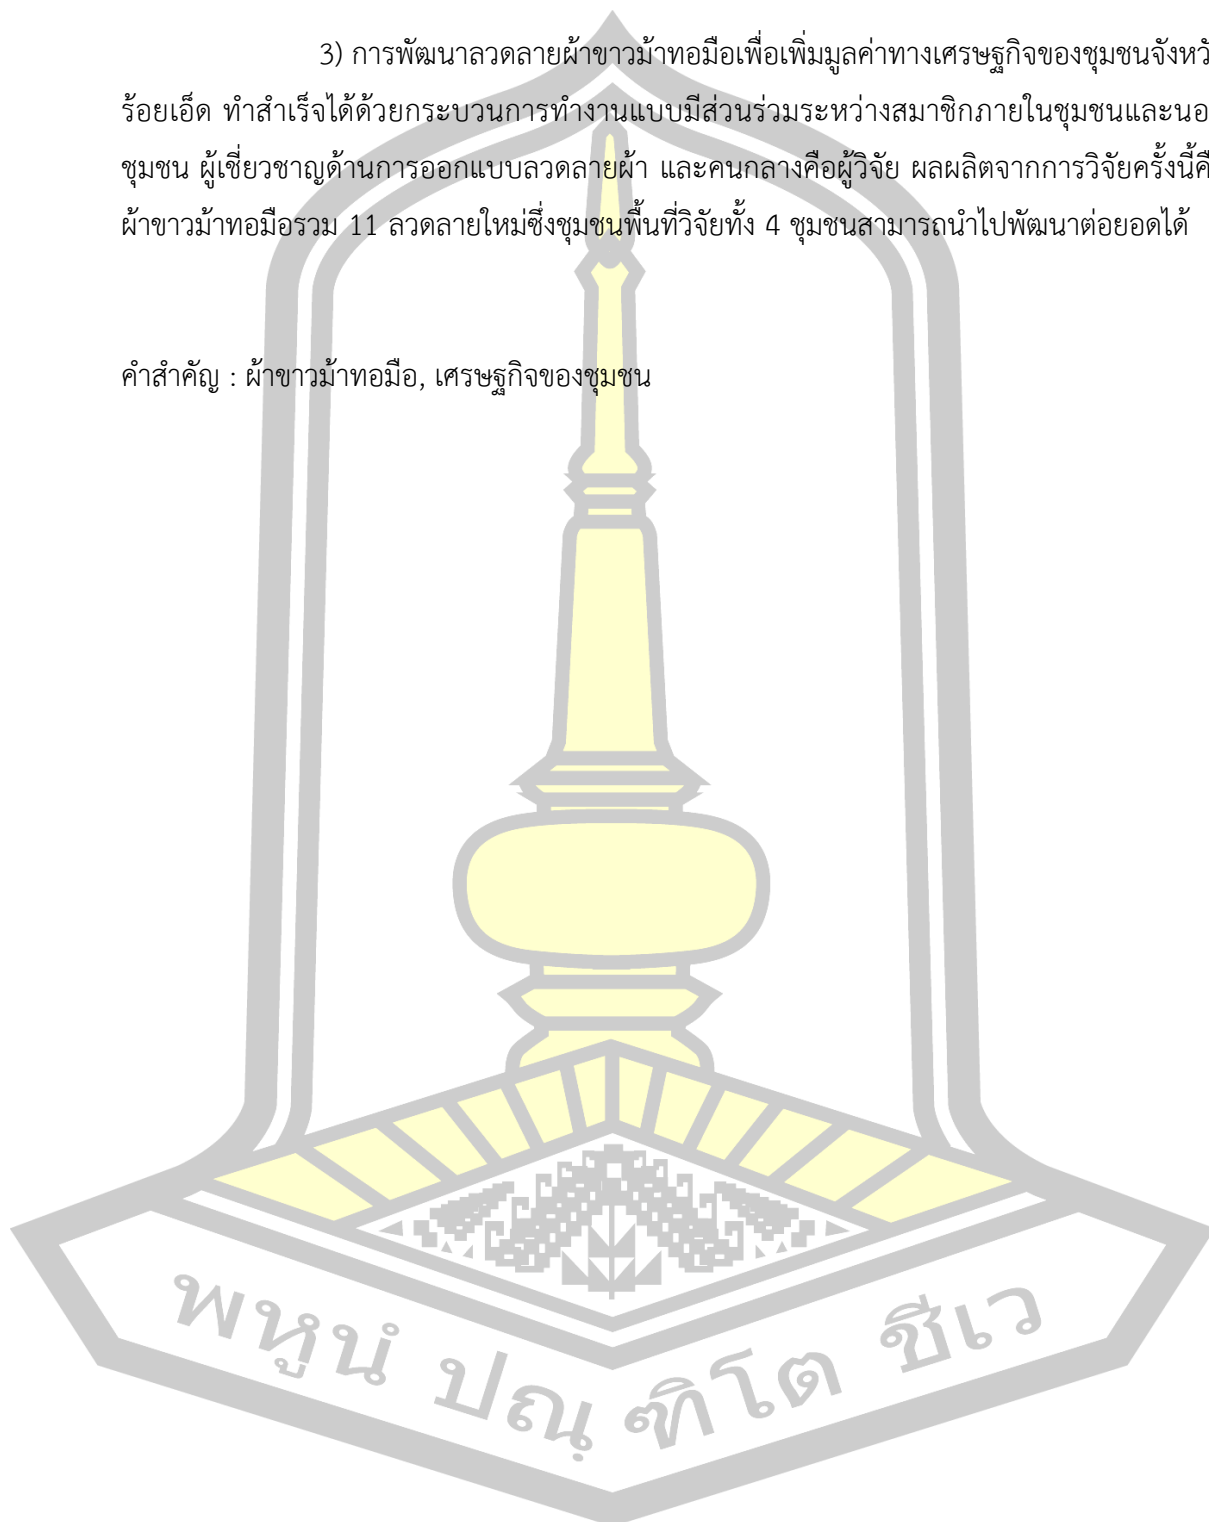 3) การพัฒนาลวดลายผ้าขาวม้าทอมือเพื่อเพิ่มมูลค่าทางเศรษฐกิจของชุมชนจังหวั
ร้อยเอ็ด ทำสำเร็จได้ด้วยกระบวนการทำงานแบบมีส่วนร่วมระหว่างสมาชิกภายในชุมชนและนอ
ชุมชน ผู้เชี่ยวชาญด้านการออกแบบลวดลายผ้า และคนกลางคือผู้วิจัย ผลผลิตจากการวิจัยครั้งนี้คื
ผ้าขาวม้าทอมือรวม 11 ลวดลายใหม่ซึ่งชุมชนพื้นที่วิจัยทั้ง 4 ชุมชนสามารถนำไปพัฒนาต่อยอดได้
คำสำคัญ : ผ้าขาวม้าทอมือ, เศรษฐกิจของชุมชน
พหูนํ ปณฺฑิโต ชีเว